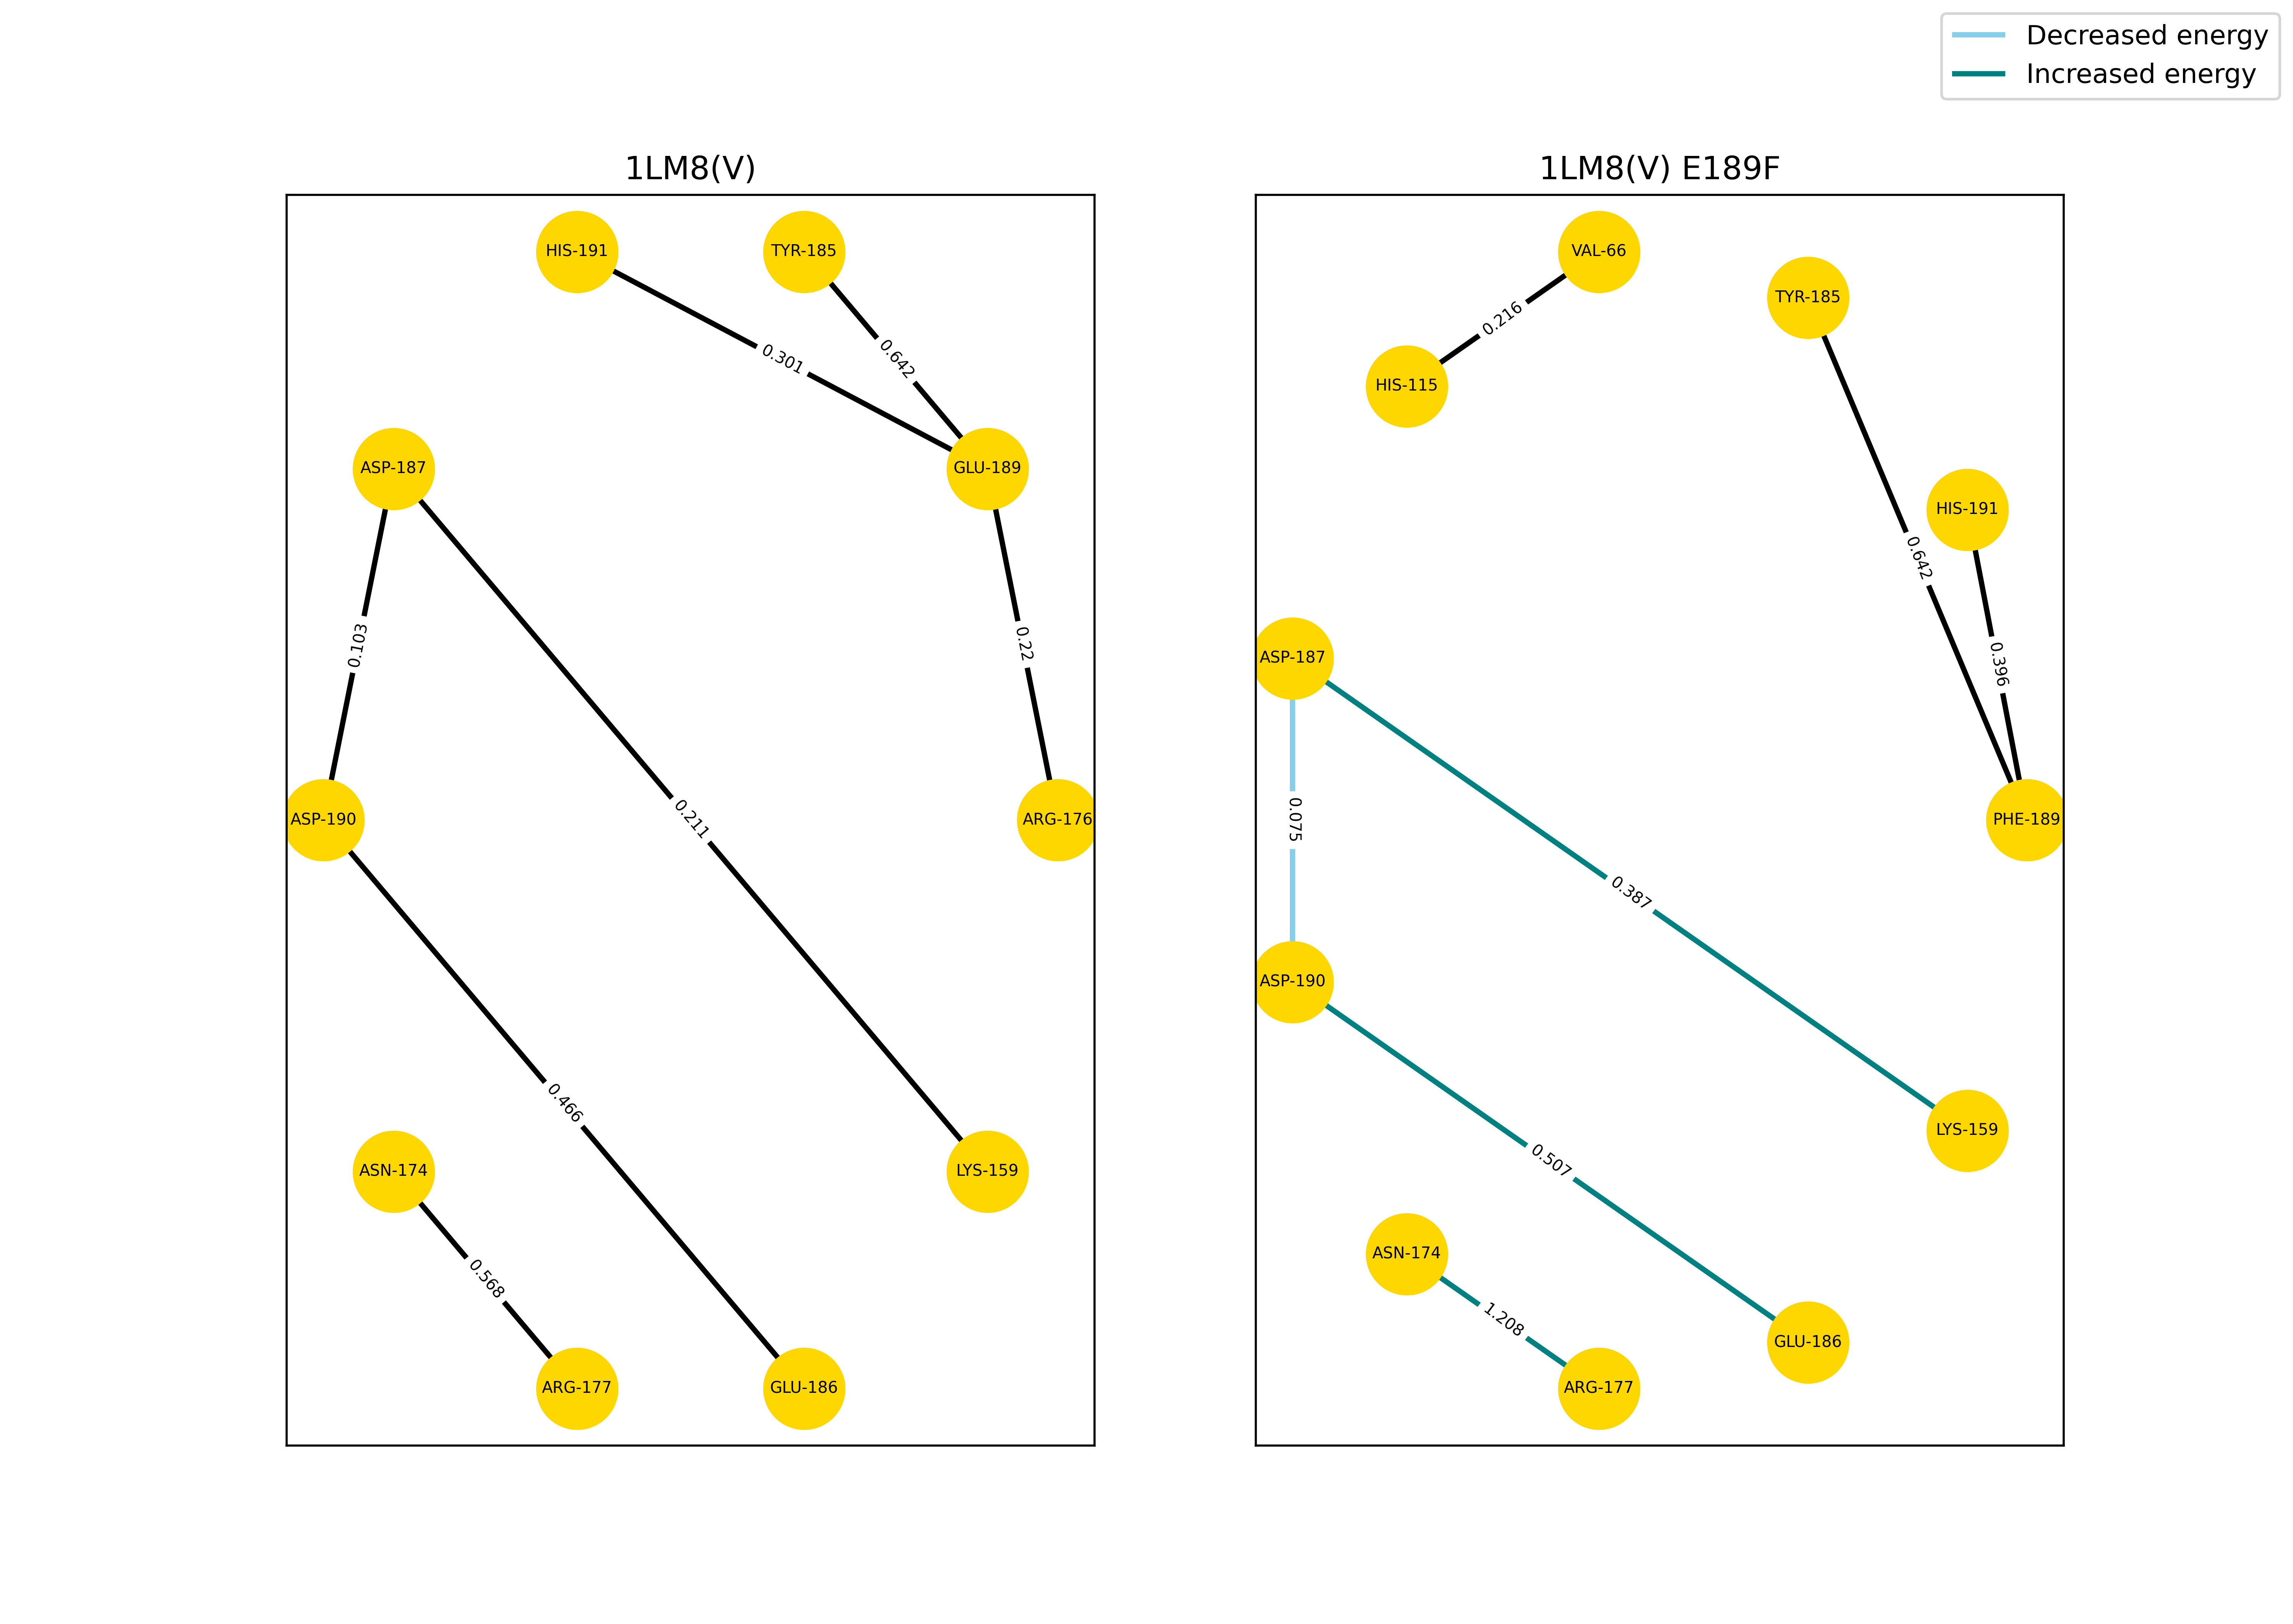 Decreased energy
Increased energy
1LM8(V)
HIS-191
TYR-185
0.301
0.642
ASP-187
GLU-189
0.103
0.22
ASP-190
0.211
ARG-176
0.466
ASN-174
LYS-159
0.568
ARG-177
GLU-186
1LM8(V) E189F
VAL-66
TYR-185
0.216
HIS-115
HIS-191
0.642
0.396
ASP-187
0.075
PHE-189
0.387
ASP-190
LYS-159
0.507
ASN-174
1.208
GLU-186
ARG-177